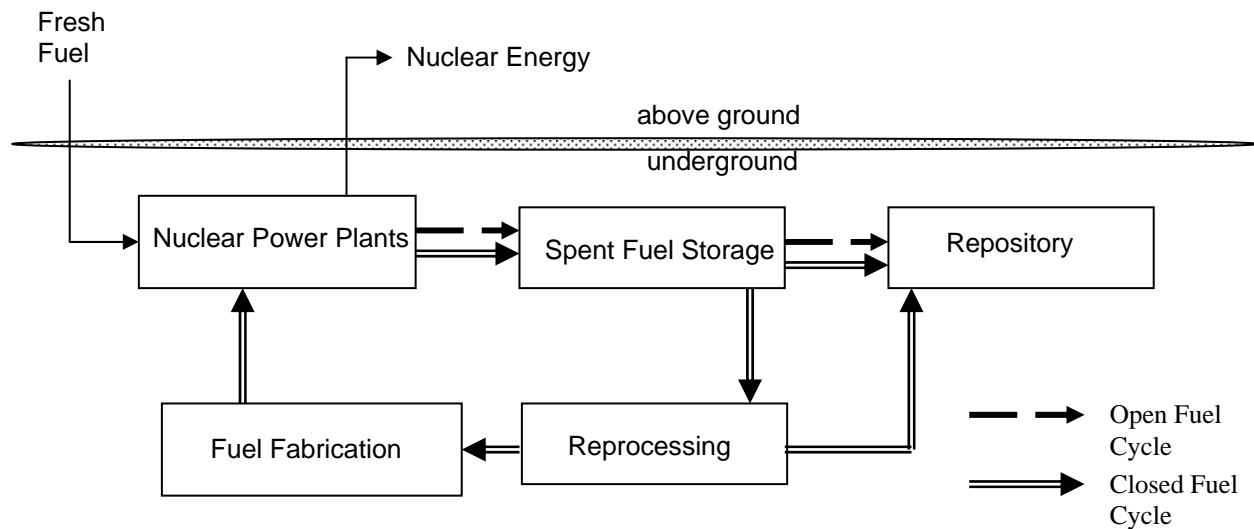 Fresh
Fuel
Nuclear Energy
above ground
underground
Nuclear Power Plants
Spent Fuel Storage
Repository
Fuel Fabrication
Reprocessing
Open Fuel
Cycle
Closed Fuel
Cycle